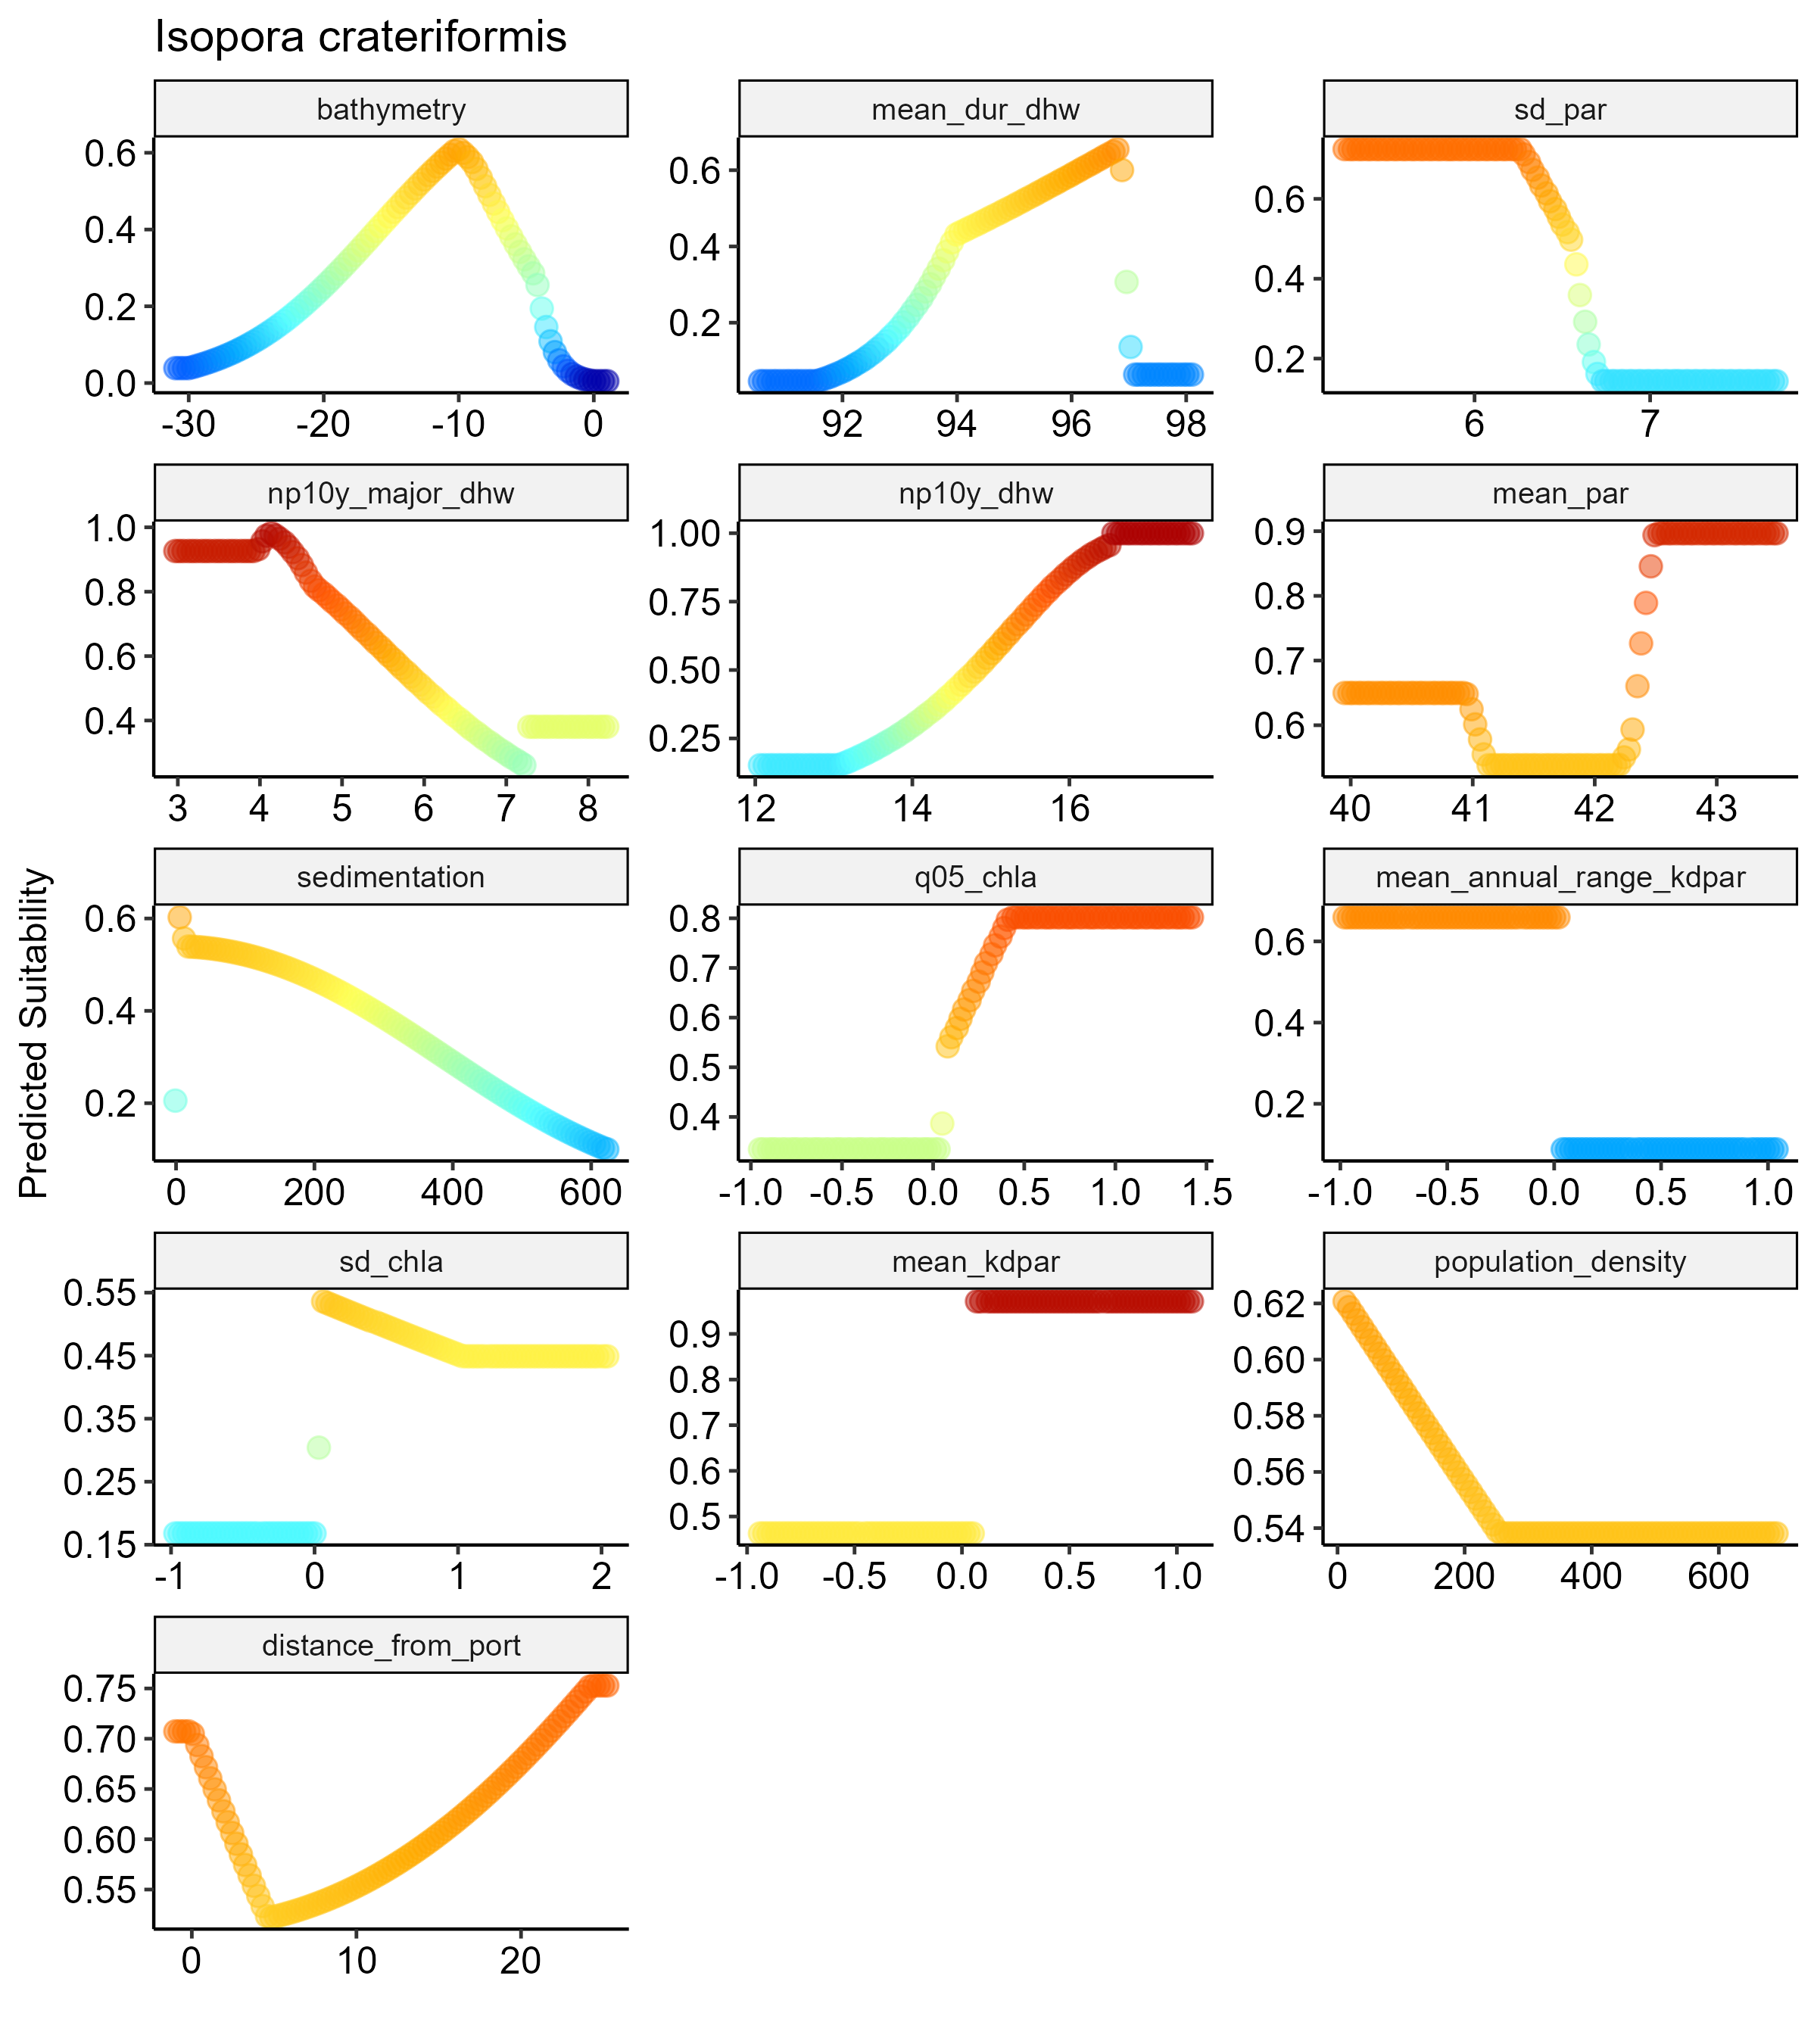 Isopora crateriformis
bathymetry
mean_dur_dhw
sd_par
0.6
0.4
0.2
0.0
0.6
0.4
0.2
0.6
0.4
0.2
-30 -20 -10 0
92 94 96 98
6 7
np10y_major_dhw
np10y_dhw
mean_par
1.0
0.8
0.6
0.4
1.00
0.75
0.50
0.25
0.9
0.8
0.7
0.6
3 4 5 6 7 8
12 14 16
40 41 42 43
Predicted Suitability
sedimentation
q05_chla
mean_annual_range_kdpar
0.6
0.4
0.2
0.8
0.7
0.6
0.5
0.4
0.6
0.4
0.2
0 200 400 600
-1.0 -0.5 0.0 0.5 1.0 1.5
-1.0 -0.5 0.0 0.5 1.0
sd_chla
mean_kdpar
population_density
0.55
0.45
0.35
0.25
0.15
0.9
0.8
0.7
0.6
0.5
0.62
0.60
0.58
0.56
0.54
-1 0 1 2
-1.0 -0.5 0.0 0.5 1.0
0 200 400 600
distance_from_port
0.75
0.70
0.65
0.60
0.55
0 10 20